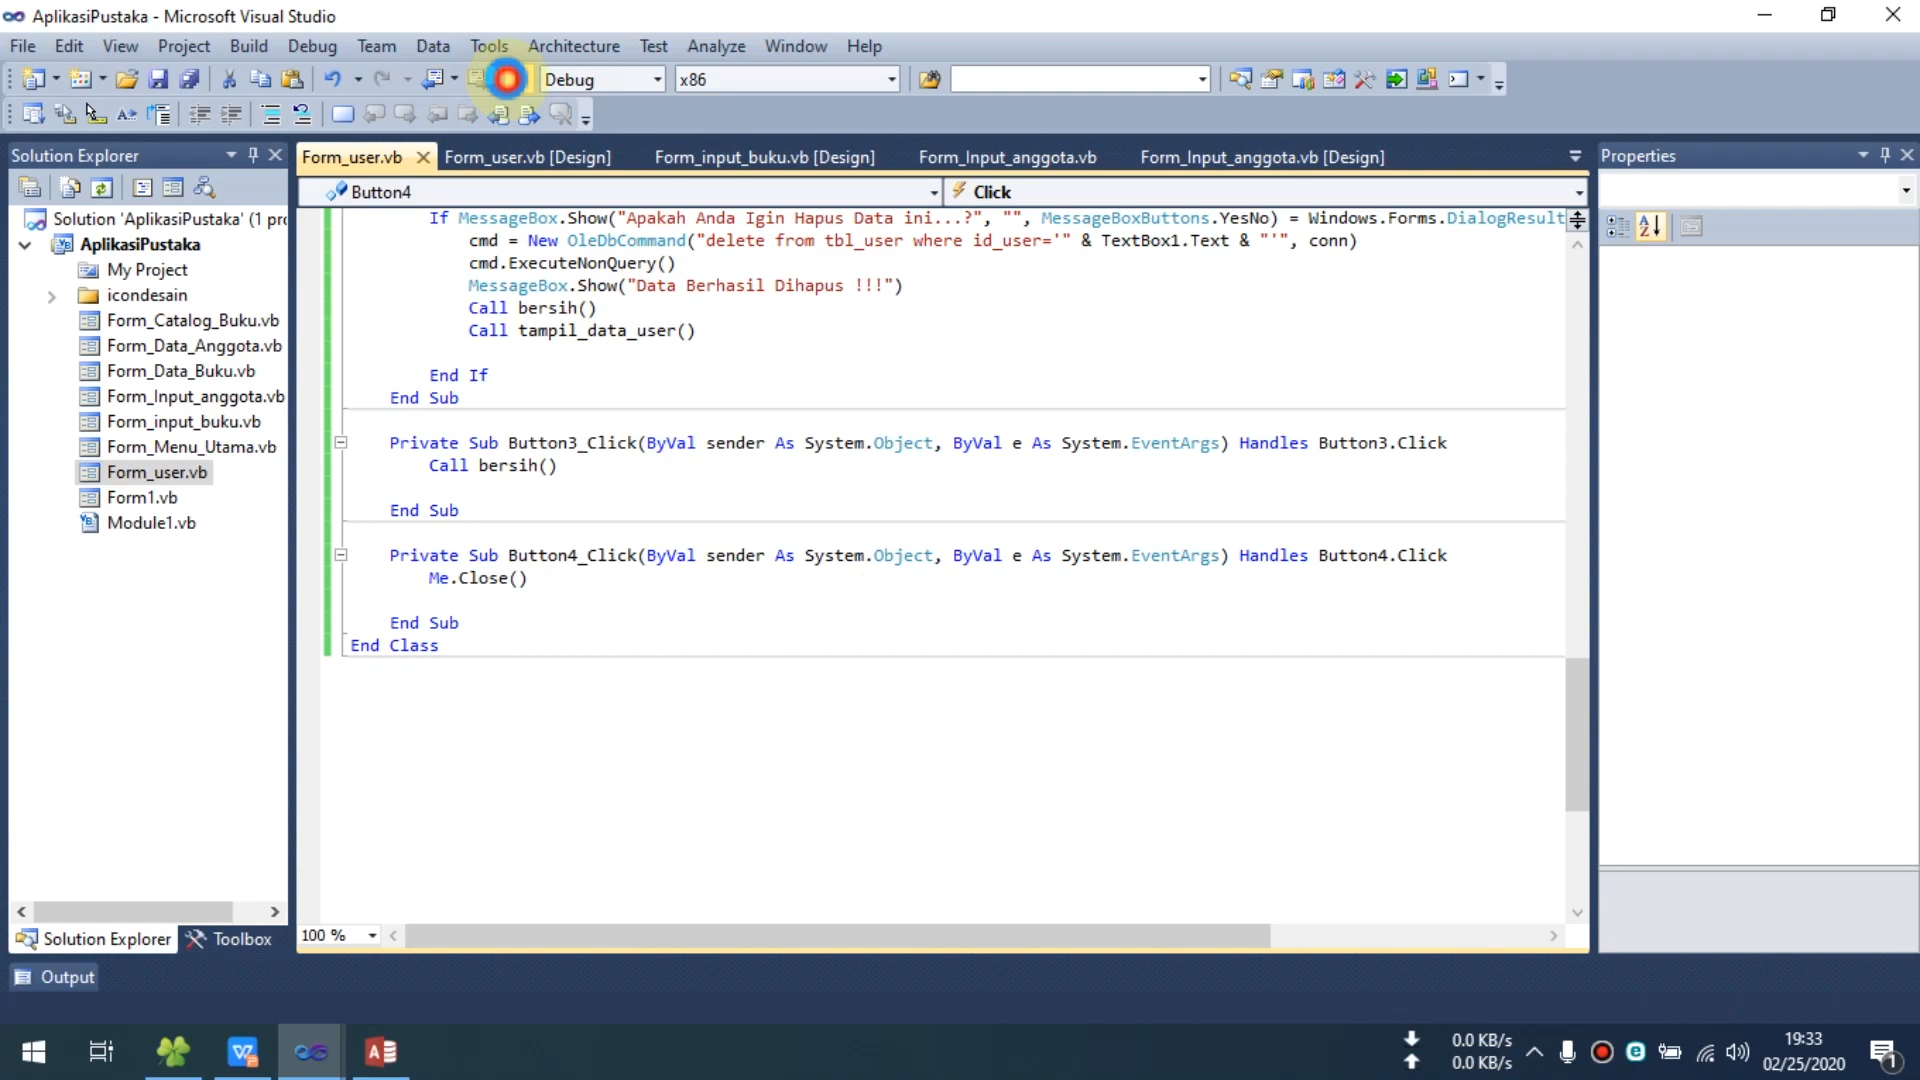 AplikasiPustaka - Microsoft Visual Studio
File Edit View Project Build Debug Team Data Tools Architecture Test Analyze Window Help
Debug x86
Solution Explorer
Form_user.vb Form_user.vb [Design] Form_input_buku.vb [Design] Form_Input_anggota.vb Form_Input_anggota.vb [Design]
Properties
Button4 Click
Solution 'AplikasiPustaka' (1 pr
AplikasiPustaka
My Project
icondesain
Form_Catalog_Buku.vb
Form_Data_Anggota.vb
Form_Data_Buku.vb
Form_Input_anggota.vb
Form_input_buku.vb
Form_Menu_Utama.vb
Form_user.vb
Form1.vb
Module1.vb
If MessageBox.Show("Apakah Anda Igin Hapus Data ini...?", "", MessageBoxButtons.YesNo) = Windows.Forms.DialogResult
cmd = New OleDbCommand("delete from tbl_user where id_user='" & TextBox1.Text & "'", conn)
cmd.ExecuteNonQuery()
MessageBox.Show("Data Berhasil Dihapus !!!")
Call bersih()
Call tampil_data_user()
End If
End Sub
Private Sub Button3_Click(ByVal sender As System.Object, ByVal e As System.EventArgs) Handles Button3.Click
Call bersih()
End Sub
Private Sub Button4_Click(ByVal sender As System.Object, ByVal e As System.EventArgs) Handles Button4.Click
Me.Close()
End Sub
End Class
100 %
Solution Explorer Toolbox
Output
0.0 KB/s
0.0 KB/s
19:33
02/25/2020
1